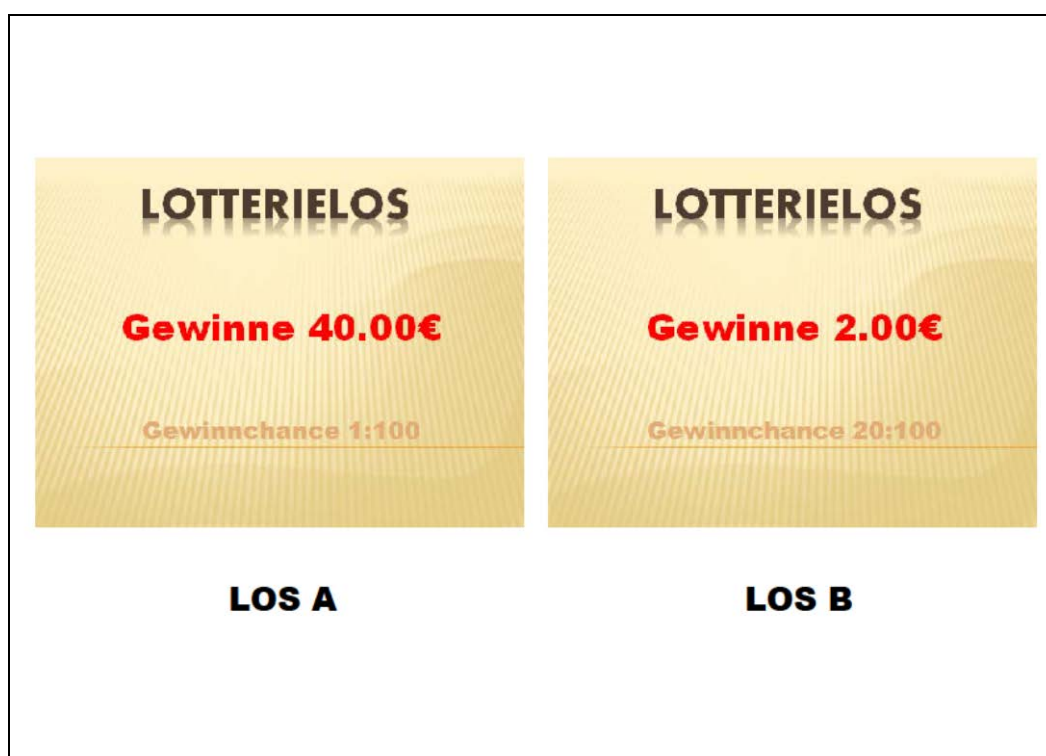 LOTTERIELOS
Gewinne 40.00€
Gewinnchance 1:100
LOS A
LOTTERIELOS
Gewinne 2.00€
Gewinnchance 20:100
LOS B